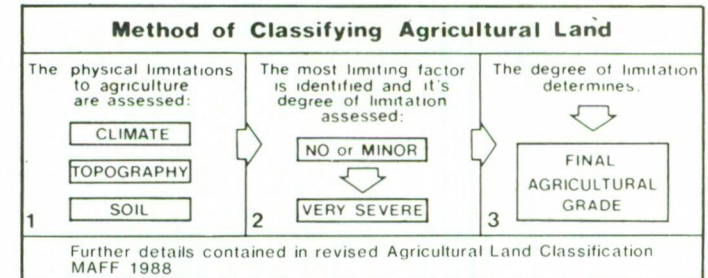 Method of Classifying Agricultural Land
The physical limitations
to agriculture
are assessed:
CLIMATE
TOPOGRAPHY
SOIL
1
The most limiting factor
is identified and it's
degree of limitation
assessed:
NO or MINOR
VERY SEVERE
2
The degree of limitation
determines.
FINAL
AGRICULTURAL
GRADE
3
Further details contained in revised Agricultural Land Classification
MAFF 1988